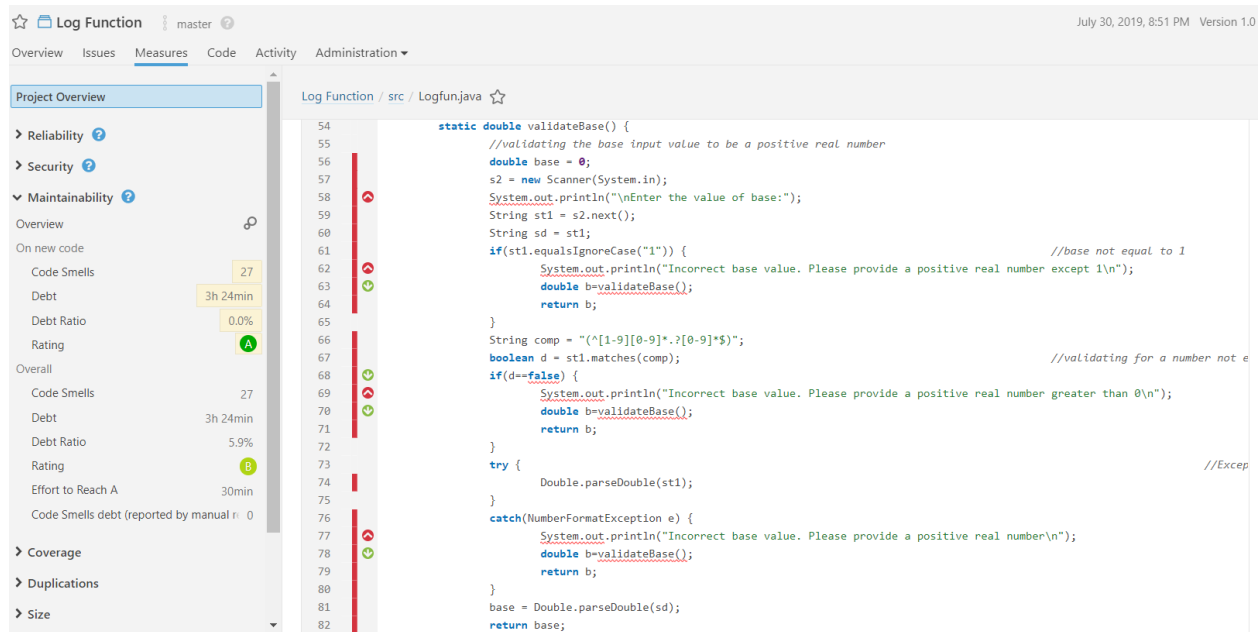 Log Function master ? July 30, 2019, 8:51 PM Version 1.0
Overview Issues Measures Code Activity Administration
Project Overview
Reliability ?
Security ?
Maintainability ?
Overview
On new code
Code Smells 27
Debt 3h 24min
Debt Ratio 0.0%
Rating A
Overall
Code Smells 27
Debt 3h 24min
Debt Ratio 5.9%
Rating B
Effort to Reach A 30min
Code Smells debt (reported by manual 0
Coverage
Duplications
Size
Log Function / src / Logfun.java
54 static double validateBase() {
55 //validating the base input value to be a positive real number
56 double base = 0;
57 s2 = new Scanner(System.in);
58 System.out.println("\nEnter the value of base:");
59 String st1 = s2.next();
60 String sd = st1;
61 if(st1.equalsIgnoreCase("1")) { //base not equal to 1
62 System.out.println("Incorrect base value. Please provide a positive real number except 1\n");
63 double b=validateBase();
64 return b;
65 }
66 String comp = "(^[1-9][0-9]*.?[0-9]*$)";
67 boolean d = st1.matches(comp); //validating for a number not e
68 if(d==false) {
69 System.out.println("Incorrect base value. Please provide a positive real number greater than 0\n");
70 double b=validateBase();
71 return b;
72 }
73 try { //Excep
74 Double.parseDouble(st1);
75 }
76 catch(NumberFormatException e) {
77 System.out.println("Incorrect base value. Please provide a positive real number\n");
78 double b=validateBase();
79 return b;
80 }
81 base = Double.parseDouble(sd);
82 return base;